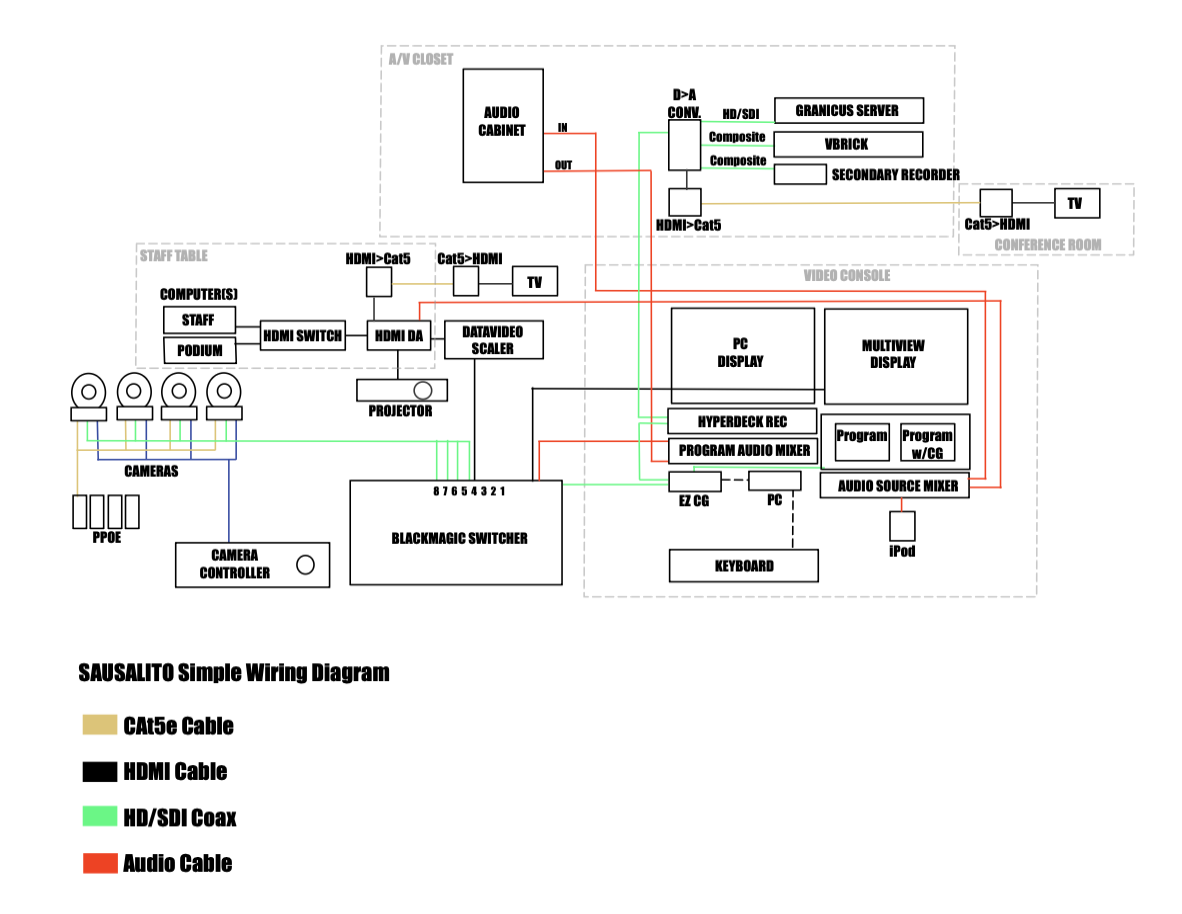 A/V CLOSET
AUDIO
CABINET
IN
OUT
D>A
CONV.
HD/SDI
Composite
Composite
GRANICUS SERVER
VBRICK
SECONDARY RECORDER
HDMI>Cat5
Cat5>HDMI
TV
CONFERENCE ROOM
STAFF TABLE
COMPUTER(S)
STAFF
PODIUM
HDMI SWITCH
HDMI>Cat5
HDMI DA
Cat5>HDMI
TV
DATAVIDEO
SCALER
PROJECTOR
VIDEO CONSOLE
PC
DISPLAY
MULTIVIEW
DISPLAY
HYPERDECK REC
PROGRAM AUDIO MIXER
Program
Program
w/CG
EZ CG
PC
AUDIO SOURCE MIXER
iPod
KEYBOARD
CAMERAS
PPOE
CAMERA
CONTROLLER
8 7 6 5 4 3 2 1
BLACKMAGIC SWITCHER
SAUSALITO Simple Wiring Diagram
CAt5e Cable
HDMI Cable
HD/SDI Coax
Audio Cable